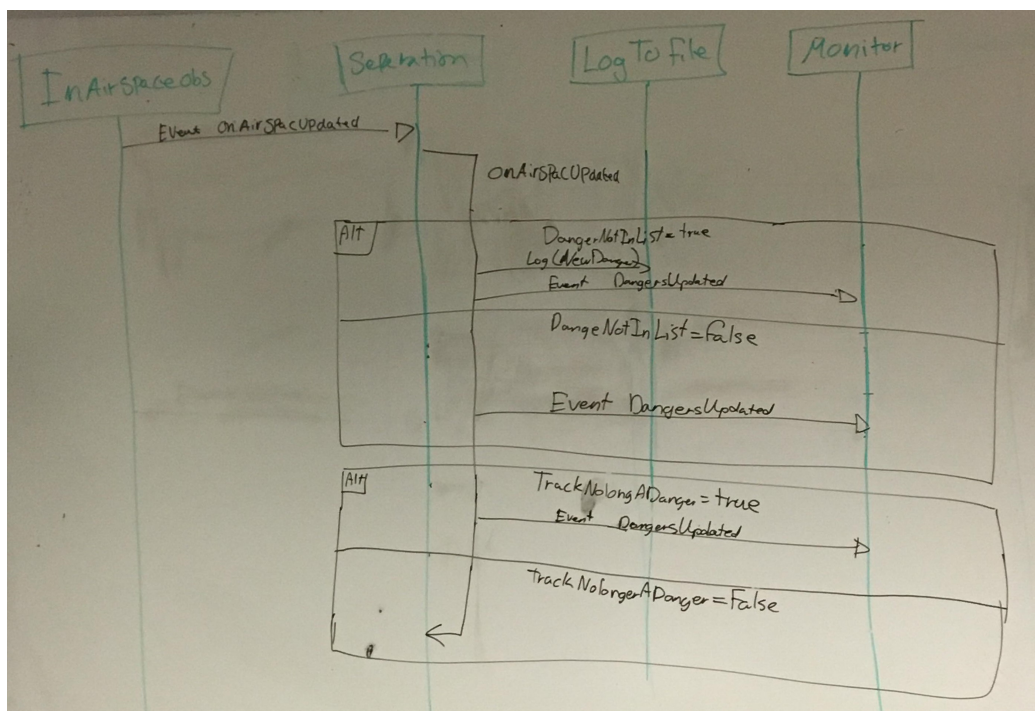 InAirSpaceobs
Seperation
LogToFile
Monitor
Event OnAirSpacUpdated
OnAirSpacUpdated
Alt
DangerNotInList=true
Log(NewDanger)
Event DangersUpdated
DangeNotInList=False
Event DangersUpdated
Alt
TrackNolongADanger=true
Event DangersUpdated
TrackNolongerADanger=False